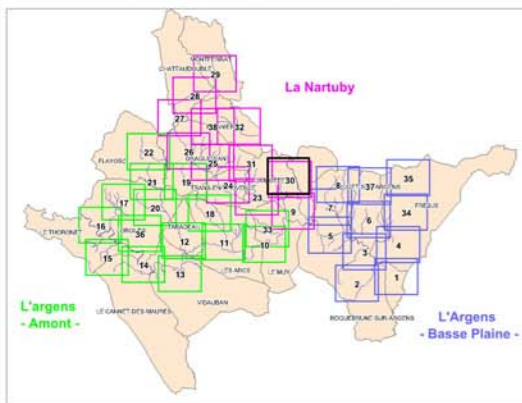 MONTFERRAT
CHATEAUDOUBLE
29
La Nartuby
28
27
38
32
35
22
26
31
FLAYOSC
DRAGUIGNAN
25
30
8
37
21
19
24
TRANS-EN-PROVENCE
17
23
7
34
FREJUS
20
18
9
6
16
LE THORONET
36
LORGUES
TARADEAU
33
5
4
12
11
10
3
15
14
13
LES ARCS
LE MUY
2
1
L'argens
- Amont -
VIDAUBAN
LE CANNET-DES-MAURES
ROQUEBRUNE-SUR-ARGENS
L'Argens
- Basse Plaine -